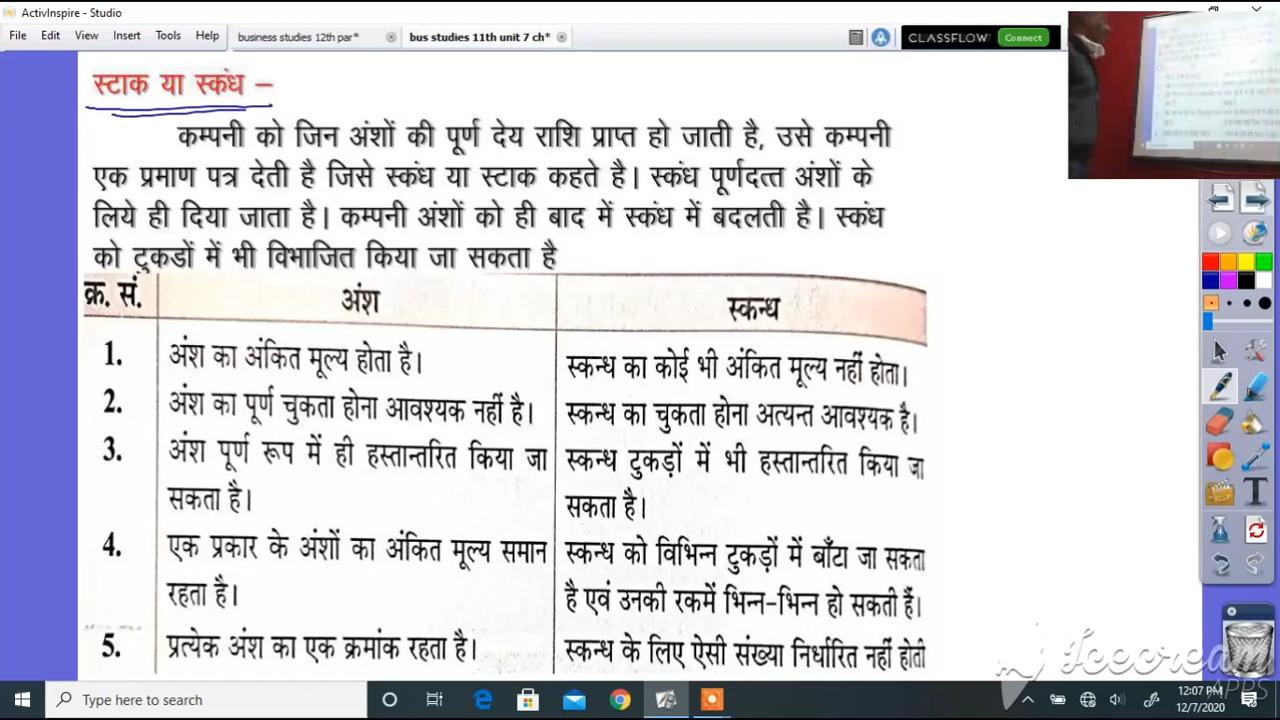 ActivInspire - Studio
File Edit View Insert Tools Help
business studies 12th par* bus studies 11th unit 7 ch*
CLASSFLOW Connect
स्टाक या स्कंध –
कम्पनी को जिन अंशों की पूर्ण देय राशि प्राप्त हो जाती है, उसे कम्पनी
एक प्रमाण पत्र देती है जिसे स्कंध या स्टाक कहते है। स्कंध पूर्णदत्त अंशों के
लिये ही दिया जाता है। कम्पनी अंशों को ही बाद में स्कंध में बदलती है। स्कंध
को टुकडों में भी विभाजित किया जा सकता है
क्र. सं. अंश स्कन्ध
1. अंश का अंकित मूल्य होता है। स्कन्ध का कोई भी अंकित मूल्य नहीं होता।
2. अंश का पूर्ण चुकता होना आवश्यक नहीं है। स्कन्ध का चुकता होना अत्यन्त आवश्यक है।
3. अंश पूर्ण रूप में ही हस्तान्तरित किया जा स्कन्ध टुकड़ों में भी हस्तान्तरित किया जा
सकता है। सकता है।
4. एक प्रकार के अंशों का अंकित मूल्य समान स्कन्ध को विभिन्न टुकड़ों में बाँटा जा सकता
रहता है। है एवं उनकी रकमें भिन्न-भिन्न हो सकती हैं।
5. प्रत्येक अंश का एक क्रमांक रहता है। स्कन्ध के लिए ऐसी संख्या निर्धारित नहीं होती
Icecream
APPS
Type here to search
12:07 PM
12/7/2020